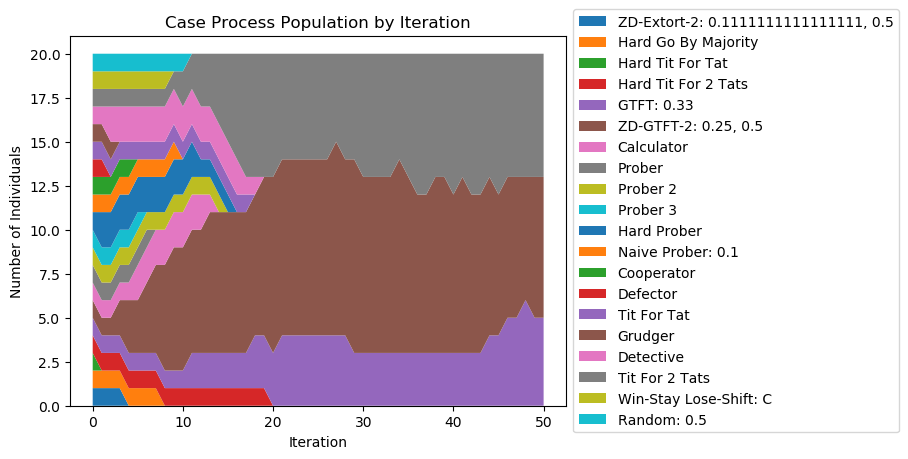 Case Process Population by Iteration
Number of Individuals
20.0
17.5
15.0
12.5
10.0
7.5
5.0
2.5
0.0
0 10 20 30 40 50
Iteration
ZD-Extort-2: 0.1111111111111111, 0.5
Hard Go By Majority
Hard Tit For Tat
Hard Tit For 2 Tats
GTFT: 0.33
ZD-GTFT-2: 0.25, 0.5
Calculator
Prober
Prober 2
Prober 3
Hard Prober
Naive Prober: 0.1
Cooperator
Defector
Tit For Tat
Grudger
Detective
Tit For 2 Tats
Win-Stay Lose-Shift: C
Random: 0.5